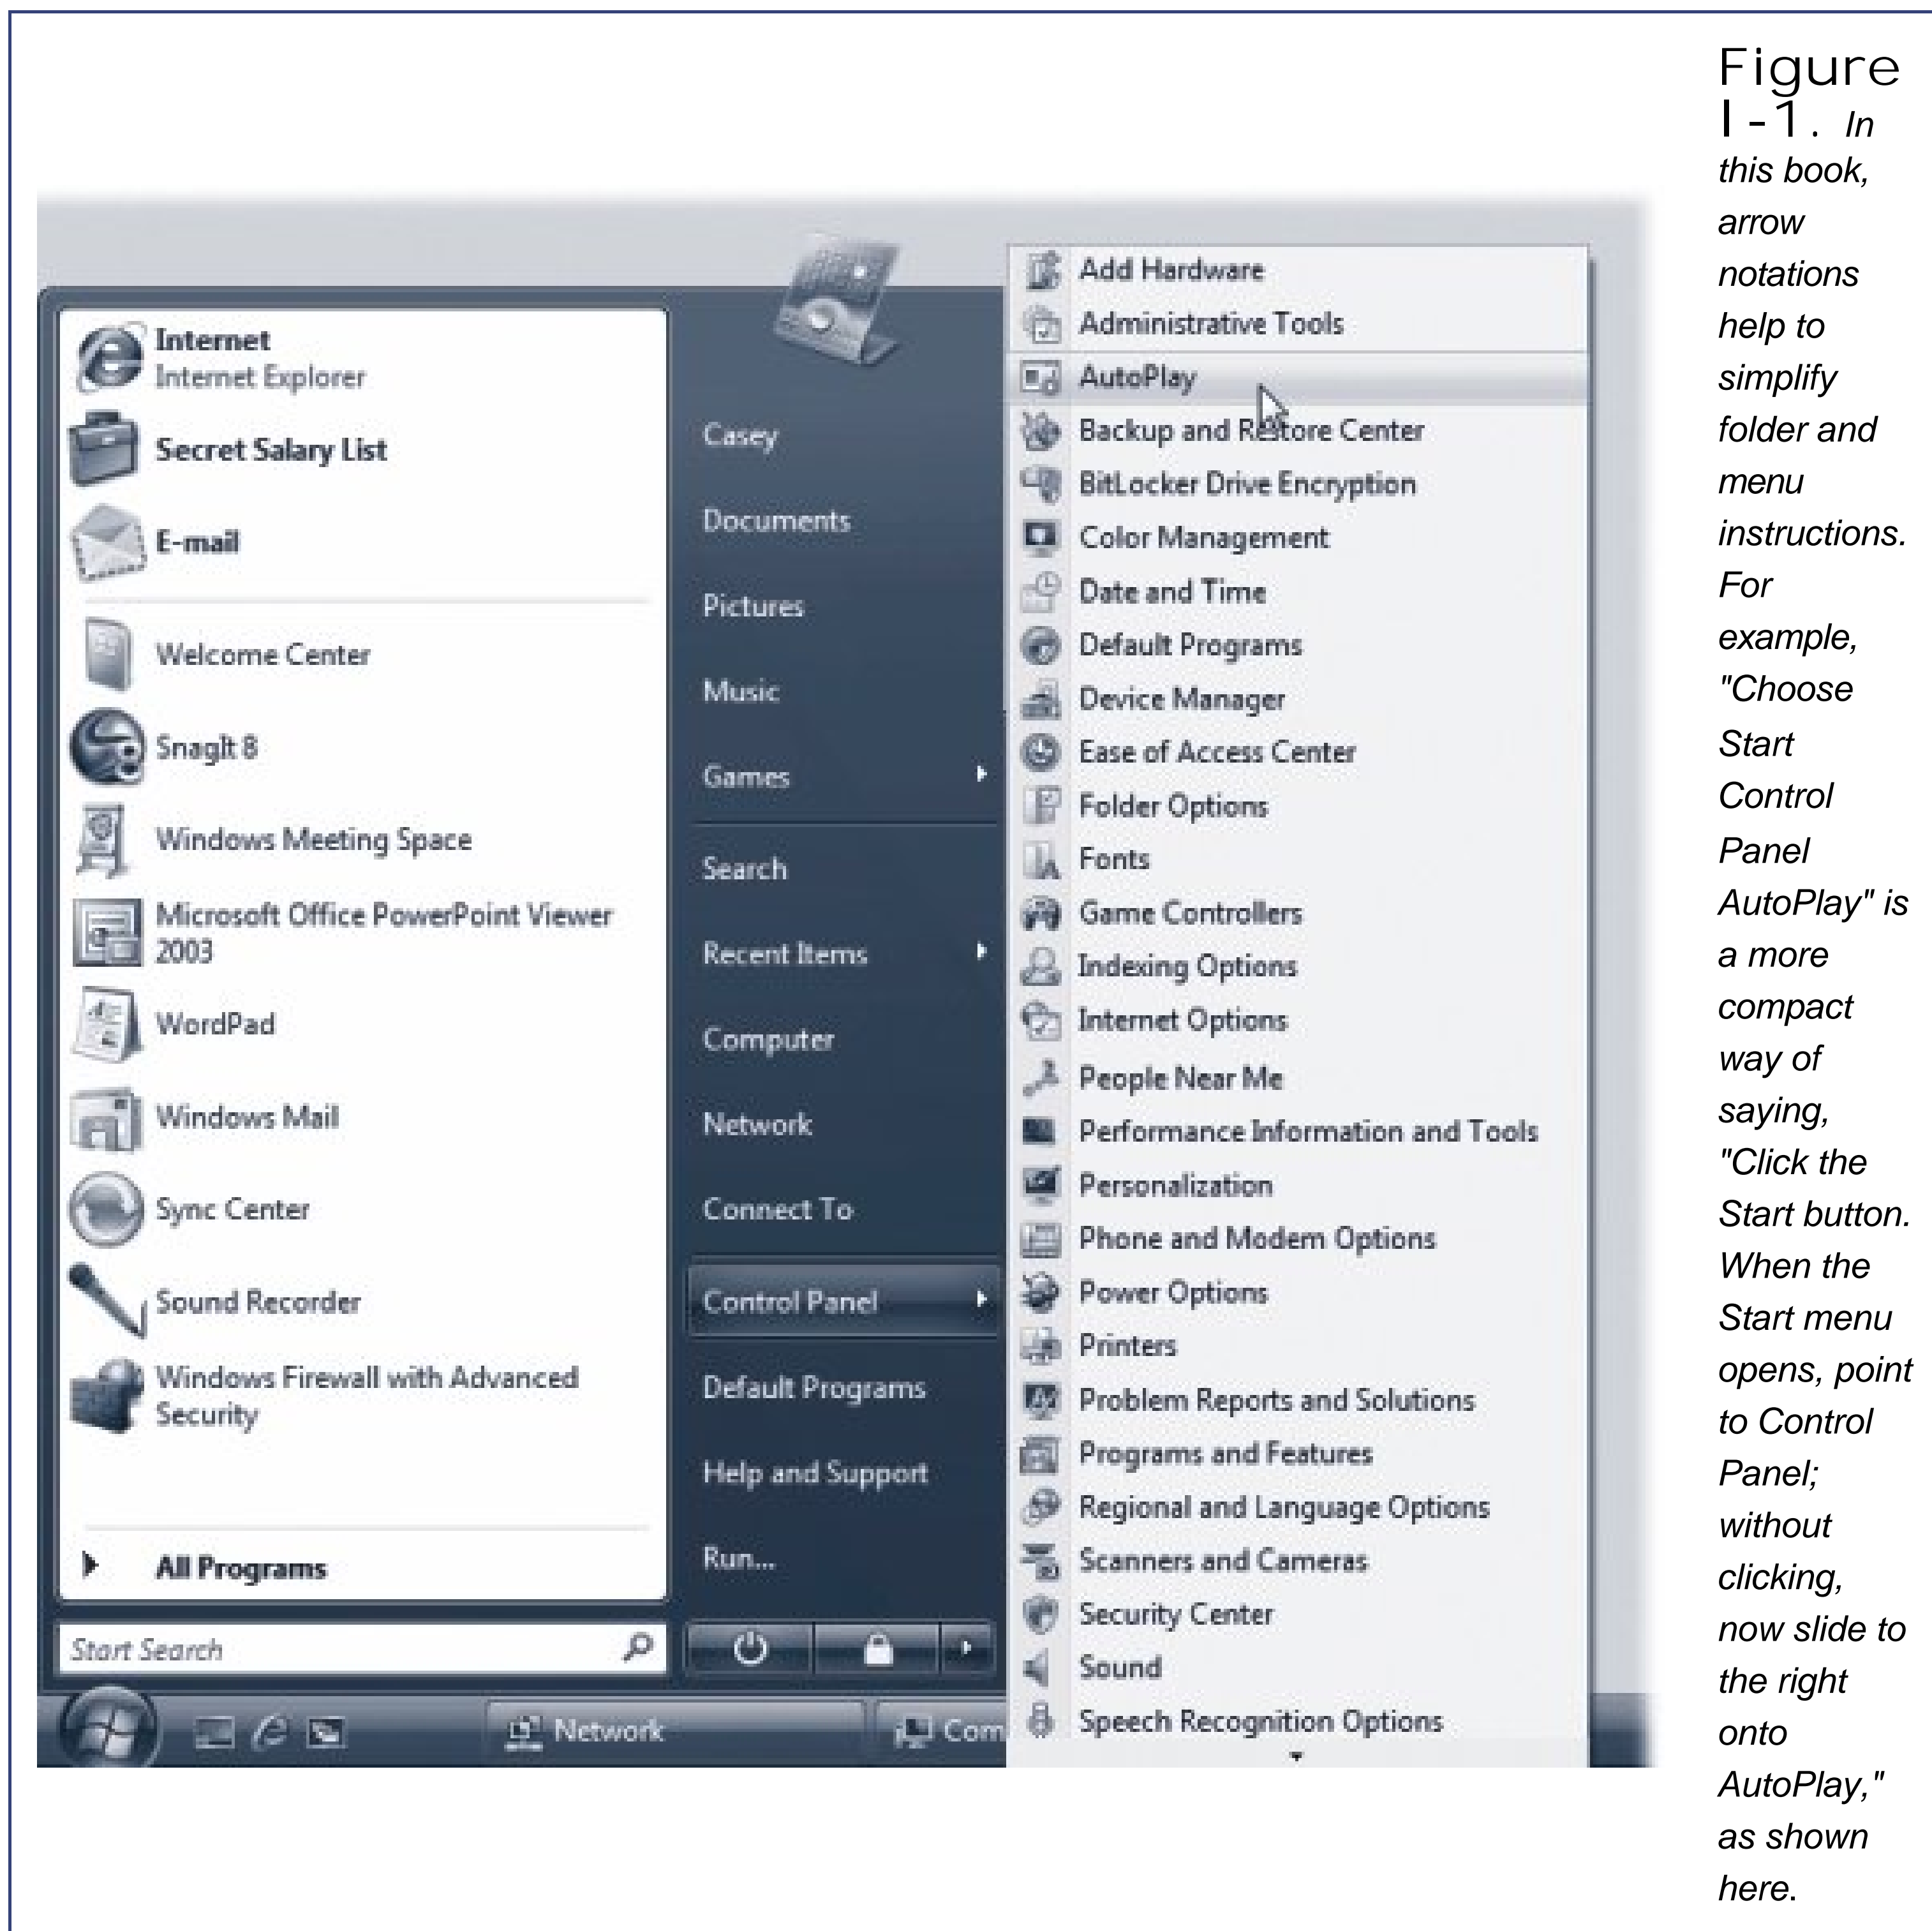 Internet
Internet Explorer
Secret Salary List
E-mail
Welcome Center
SnagIt 8
Windows Meeting Space
Microsoft Office PowerPoint Viewer
2003
WordPad
Windows Mail
Sync Center
Sound Recorder
Windows Firewall with Advanced
Security
All Programs
Start Search
Casey
Documents
Pictures
Music
Games
Search
Recent Items
Computer
Network
Connect To
Control Panel
Default Programs
Help and Support
Run...
Add Hardware
Administrative Tools
AutoPlay
Backup and Restore Center
BitLocker Drive Encryption
Color Management
Date and Time
Default Programs
Device Manager
Ease of Access Center
Folder Options
Fonts
Game Controllers
Indexing Options
Internet Options
People Near Me
Performance Information and Tools
Personalization
Phone and Modem Options
Power Options
Printers
Problem Reports and Solutions
Programs and Features
Regional and Language Options
Scanners and Cameras
Security Center
Sound
Speech Recognition Options
Network
Com
Figure
I-1. In
this book,
arrow
notations
help to
simplify
folder and
menu
instructions.
For
example,
"Choose
Start
Control
Panel
AutoPlay" is
a more
compact
way of
saying,
"Click the
Start button.
When the
Start menu
opens, point
to Control
Panel;
without
clicking,
now slide to
the right
onto
AutoPlay,"
as shown
here.